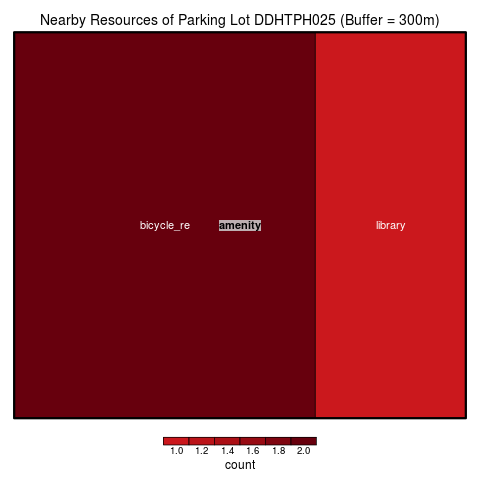 Nearby Resources of Parking Lot DDHTPH025 (Buffer = 300m)
bicycle_re amenity library
1.0 1.2 1.4 1.6 1.8 2.0
count